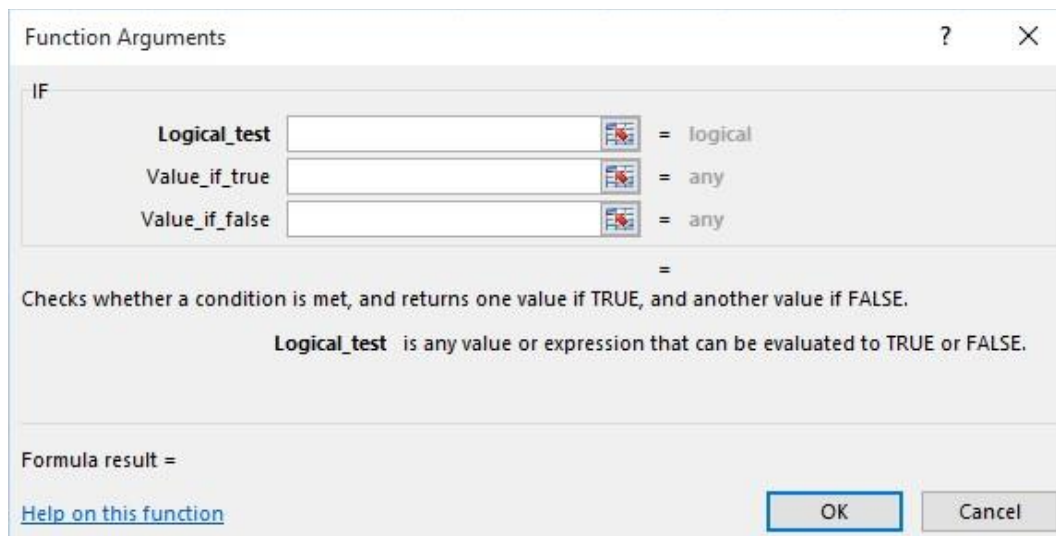 Function Arguments ? ×
IF
Logical_test = logical
Value_if_true = any
Value_if_false = any
=
Checks whether a condition is met, and returns one value if TRUE, and another value if FALSE.
Logical_test is any value or expression that can be evaluated to TRUE or FALSE.
Formula result =
Help on this function OK Cancel